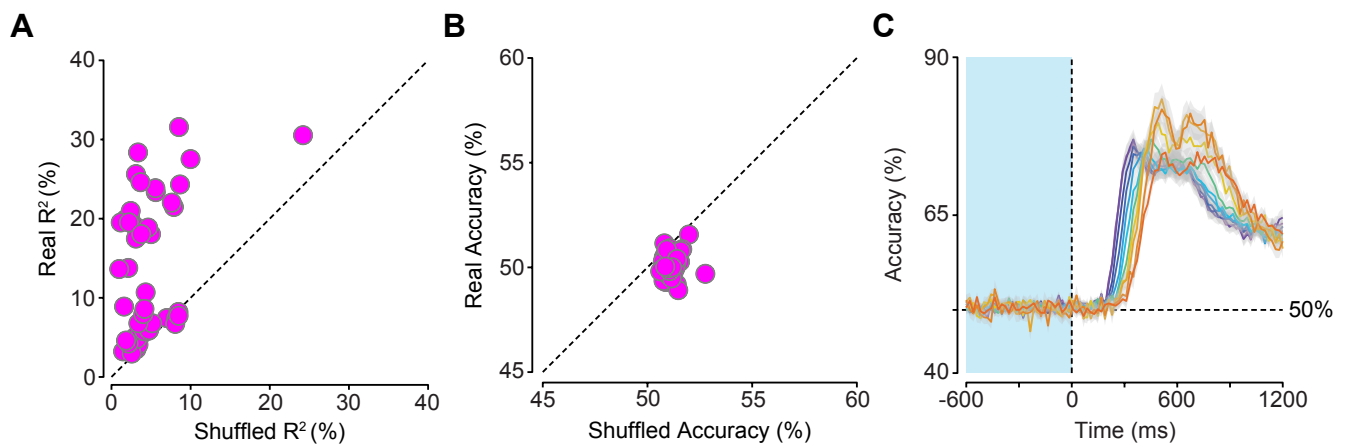 A
40
30
20
10
0
Real R² (%)
0 10 20 30 40
Shuffled R² (%)
B
60
55
50
45
Real Accuracy (%)
45 50 55 60
Shuffled Accuracy (%)
C
90
65
40
Accuracy (%)
50%
-600 0 600 1200
Time (ms)